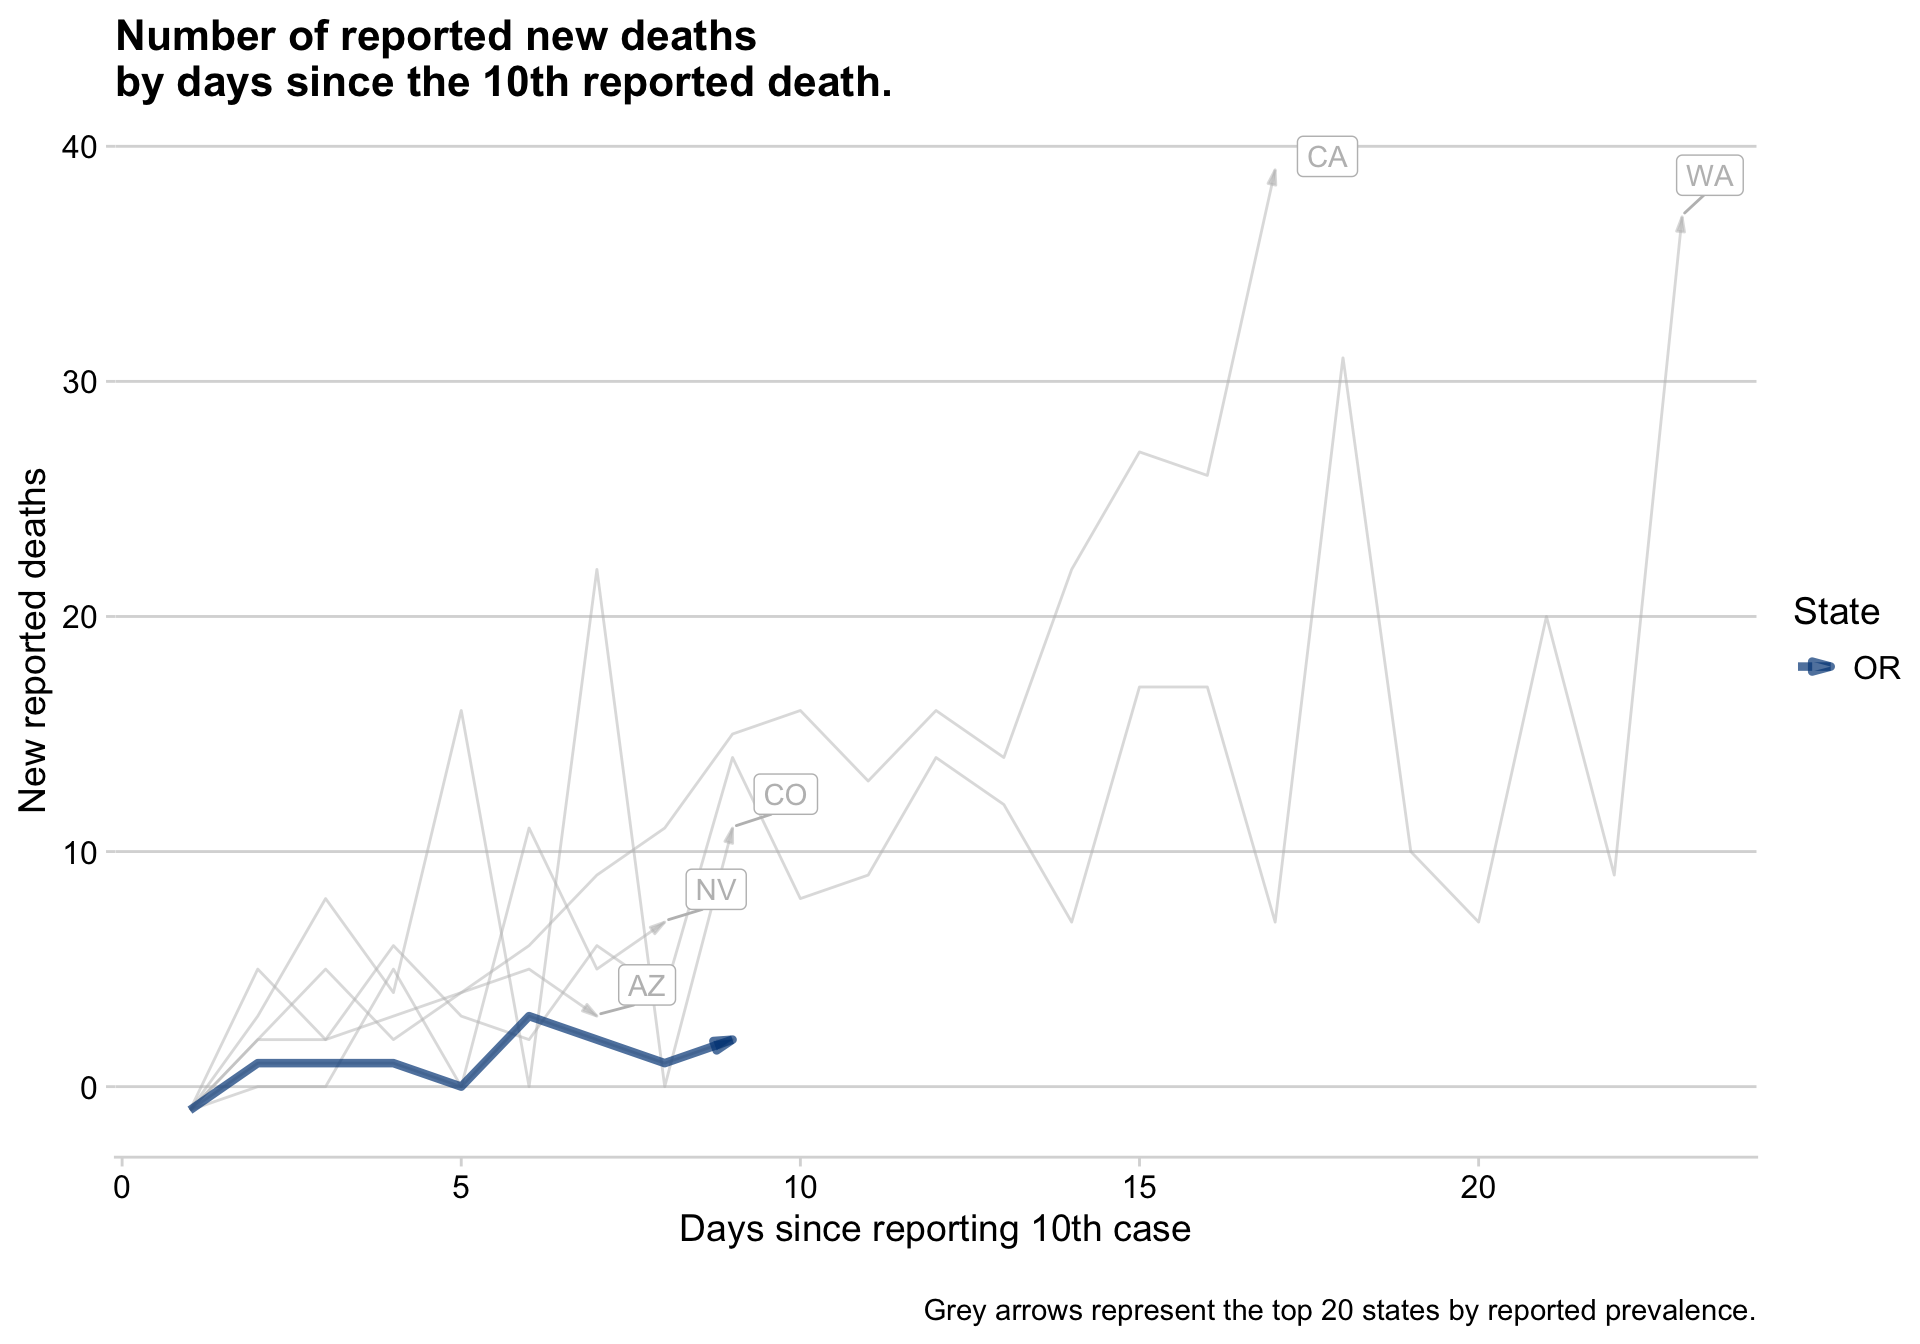 Number of reported new deaths
by days since the 10th reported death.
40
30
20
10
0
New reported deaths
CA
WA
CO
NV
AZ
State
OR
0 5 10 15 20
Days since reporting 10th case
Grey arrows represent the top 20 states by reported prevalence.